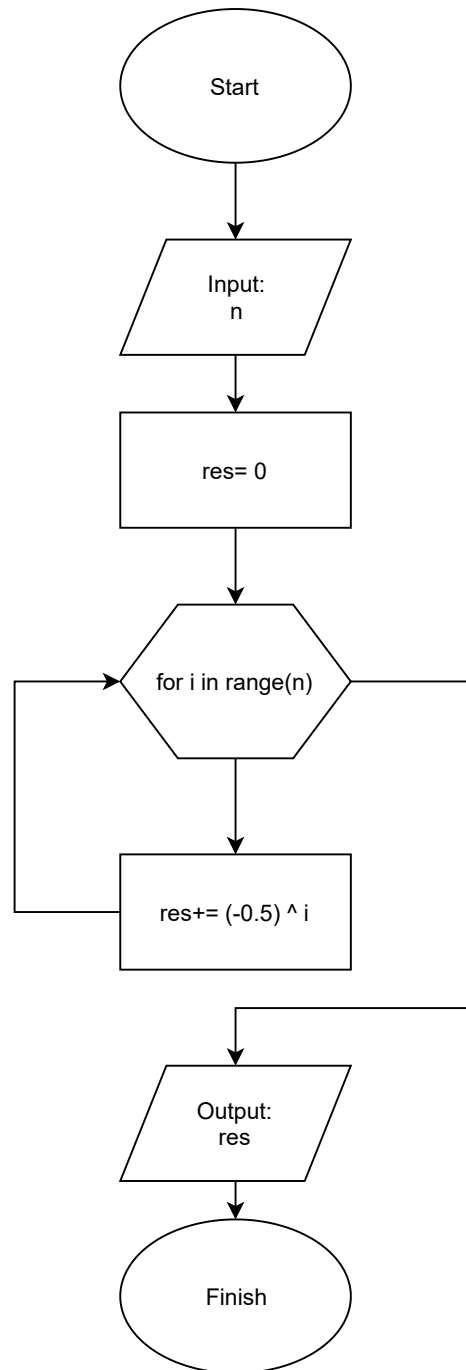 Start
Input:
n
res= 0
for i in range(n)
res+= (-0.5) ^ i
Output:
res
Finish